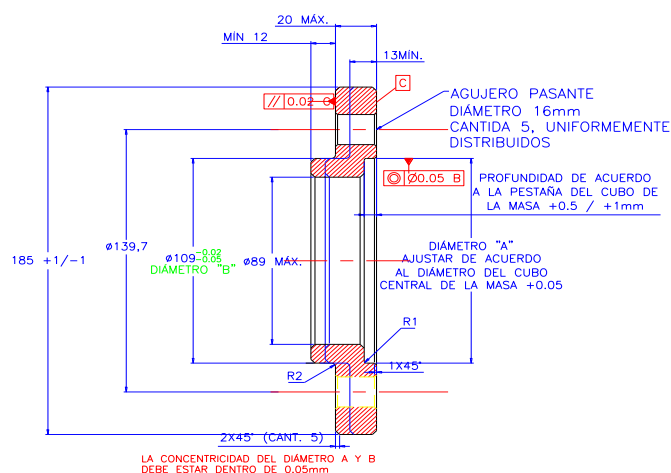 20 MÁX.
MÍN 12
13MÍN.
// 0.02 C
C
AGUJERO PASANTE
DIÁMETRO 16mm
CANTIDA 5, UNIFORMEMENTE
DISTRIBUIDOS
◎ Ø0.05 B
PROFUNDIDAD DE ACUERDO
A LA PESTAÑA DEL CUBO DE
LA MASA +0.5 / +1mm
185 +1/-1
Ø139,7
Ø109 -0.02 -0.05
DIÁMETRO "B"
Ø89 MÁX.
DIÁMETRO "A"
AJUSTAR DE ACUERDO
AL DIÁMETRO DEL CUBO
CENTRAL DE LA MASA +0.05
R1
R2
1X45°
2X45° (CANT. 5)
LA CONCENTRICIDAD DEL DIÁMETRO A Y B
DEBE ESTAR DENTRO DE 0.05mm